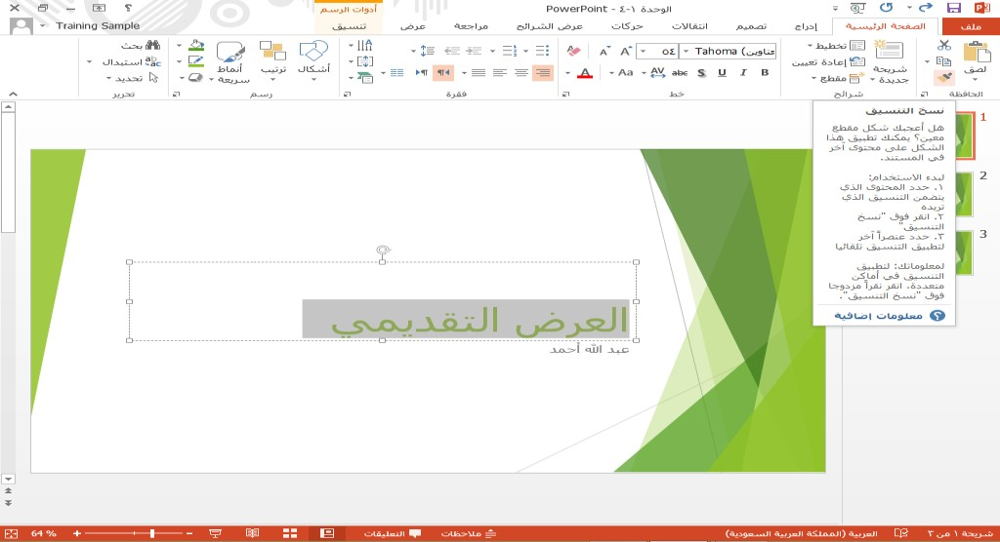 الوحدة ١-٤ - PowerPoint
أدوات الرسم
ملف
الصفحة الرئيسية
إدراج
تصميم
انتقالات
حركات
عرض الشرائح
مراجعة
عرض
تنسيق
Training Sample
لصق
الحافظة
شريحة جديدة
تخطيط
إعادة تعيين
مقطع
شرائح
Tahoma (عناوين
٥٤
B I U S abc AV Aa A
خط
فقرة
أشكال
ترتيب
أنماط سريعة
رسم
بحث
استبدال
تحديد
تحرير
نسخ التنسيق
هل أعجبك شكل مقطع
معين؟ يمكنك تطبيق هذا
الشكل على محتوى آخر
في المستند.
لبدء الاستخدام:
١. حدد المحتوى الذي
يتضمن التنسيق الذي
تريده
٢. انقر فوق "نسخ
التنسيق"
٣. حدد عنصراً آخر
لتطبيق التنسيق تلقائيا
لمعلوماتك: لتطبيق
التنسيق في أماكن
متعددة، انقر نقراً مزدوجا
فوق "نسخ التنسيق".
معلومات إضافية
1
2
3
العرض التقديمي
عبد الله أحمد
شريحة ١ من ٣
العربية (المملكة العربية السعودية)
ملاحظات
التعليقات
64 %